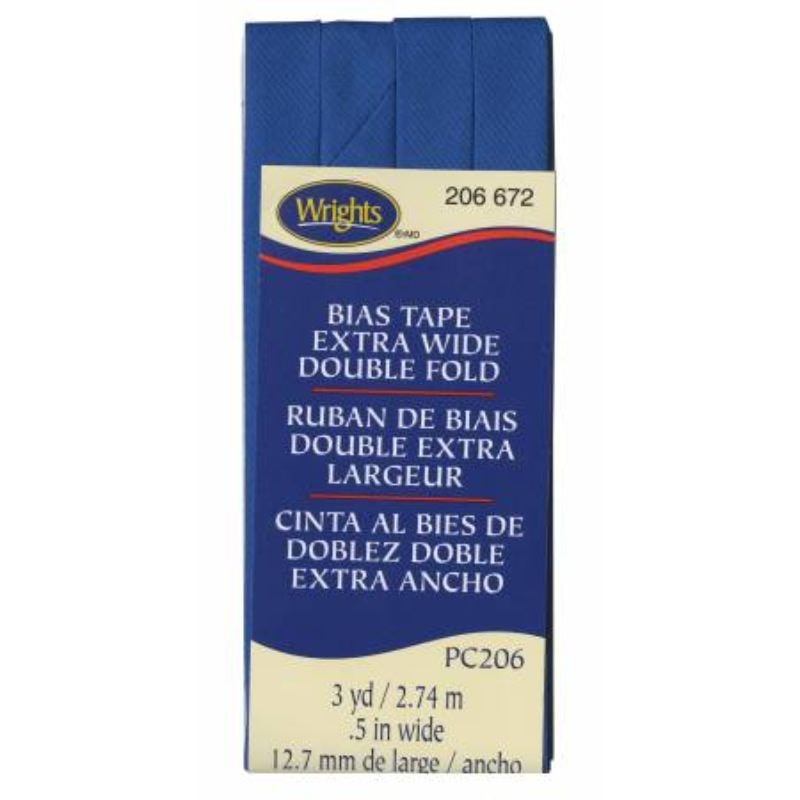 Wrights
®/MD
206 672
BIAS TAPE
EXTRA WIDE
DOUBLE FOLD
RUBAN DE BIAIS
DOUBLE EXTRA
LARGEUR
CINTA AL BIES DE
DOBLEZ DOBLE
EXTRA ANCHO
PC206
3 yd / 2.74 m
.5 in wide
12.7 mm de large / ancho